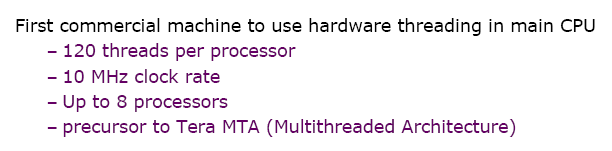 First commercial machine to use hardware threading in main CPU
– 120 threads per processor
– 10 MHz clock rate
– Up to 8 processors
– precursor to Tera MTA (Multithreaded Architecture)